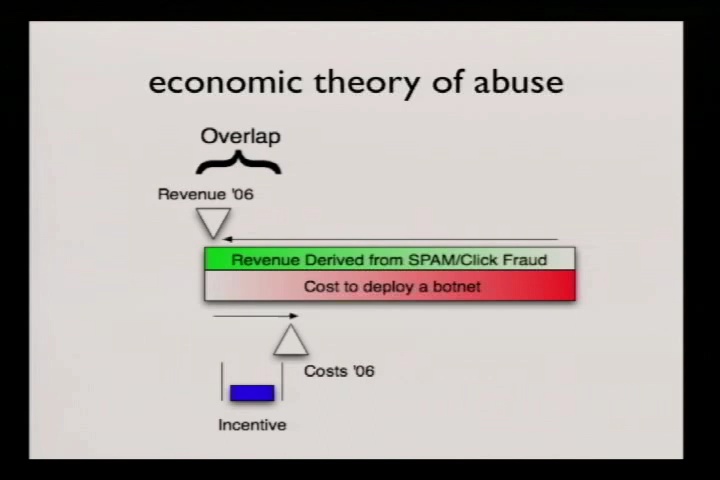 economic theory of abuse
Overlap
Revenue '06
Revenue Derived from SPAM/Click Fraud
Cost to deploy a botnet
Costs '06
Incentive